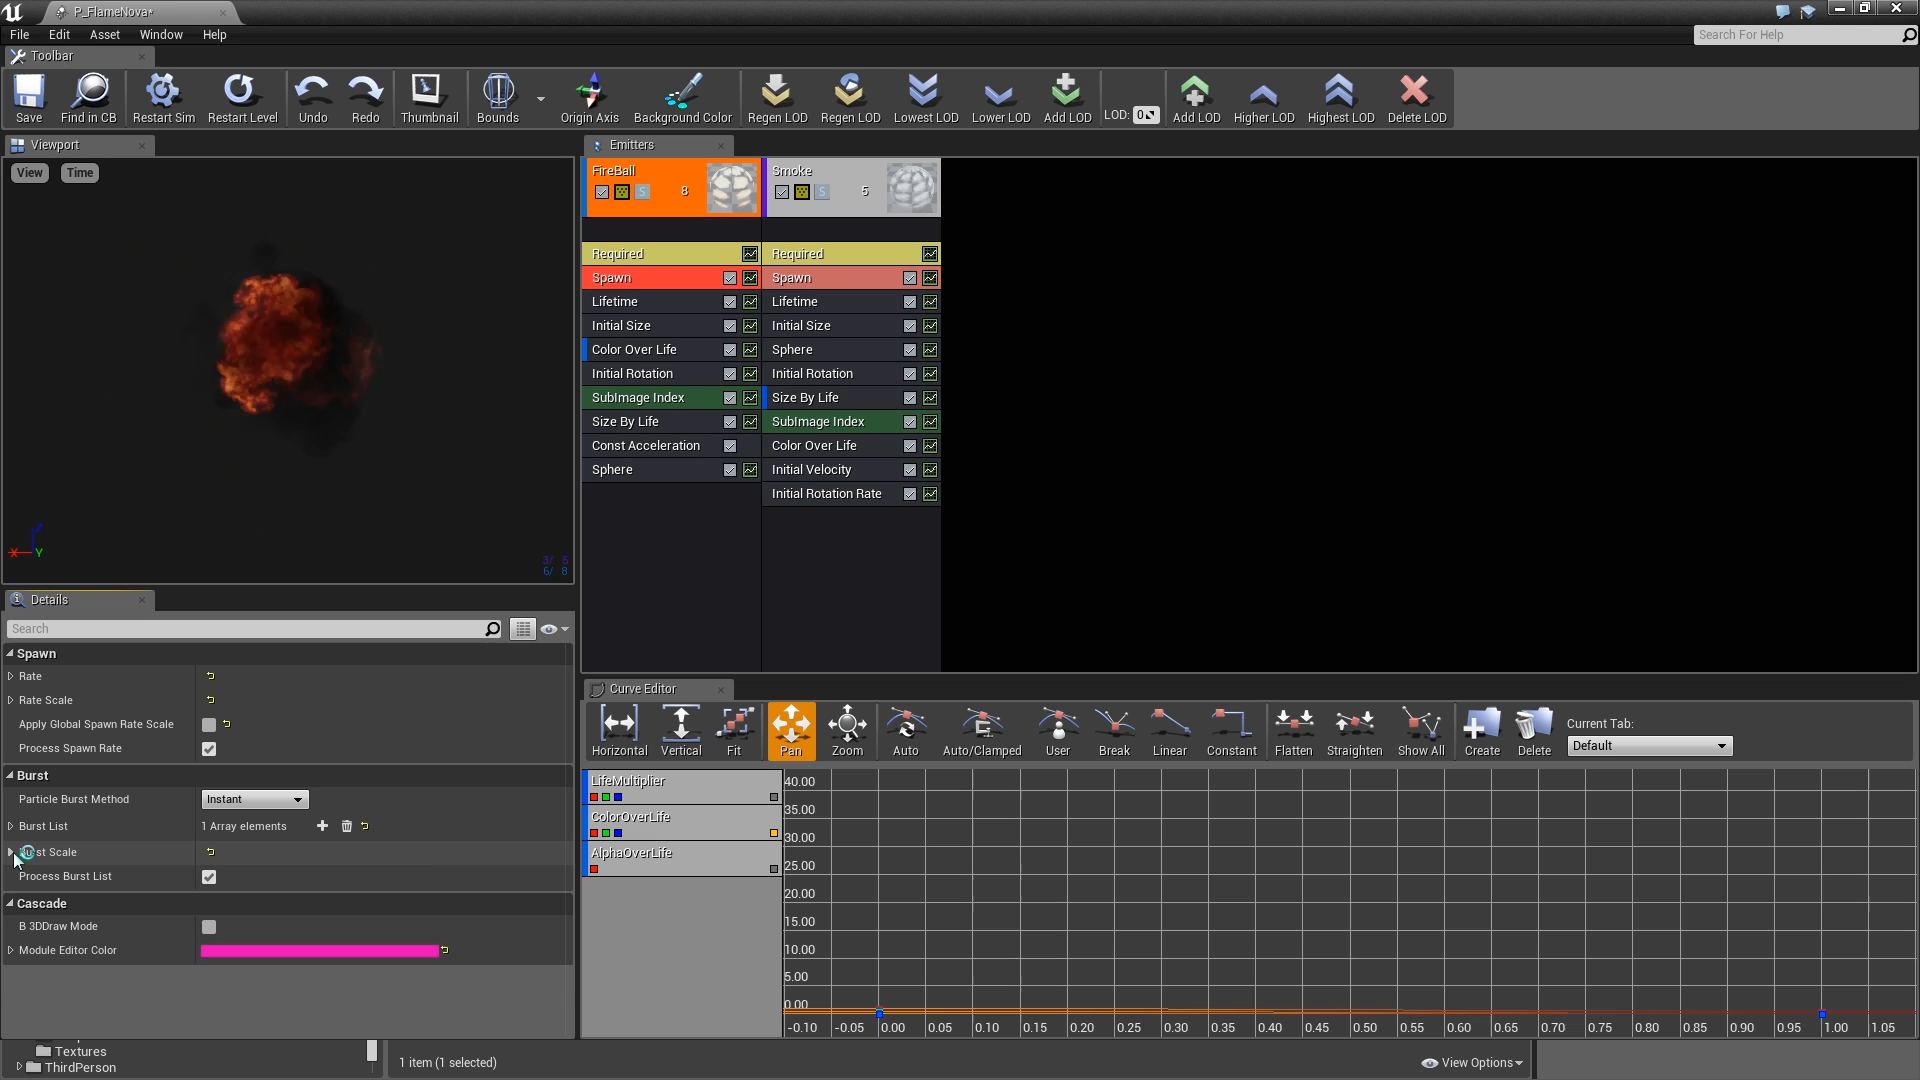 P_FlameNova*
File Edit Asset Window Help
Search For Help
Toolbar
Save Find in CB Restart Sim Restart Level Undo Redo Thumbnail Bounds Origin Axis Background Color Regen LOD Regen LOD Lowest LOD Lower LOD Add LOD LOD: 0 Add LOD Higher LOD Highest LOD Delete LOD
Viewport
Emitters
View Time
FireBall
8
Smoke
5
Required Required
Spawn Spawn
Lifetime Lifetime
Initial Size Initial Size
Color Over Life Sphere
Initial Rotation Initial Rotation
SubImage Index Size By Life
Size By Life SubImage Index
Const Acceleration Color Over Life
Sphere Initial Velocity
Initial Rotation Rate
X Y
3/ 5
6/ 8
Details
Search
Spawn
Rate
Rate Scale
Apply Global Spawn Rate Scale
Process Spawn Rate
Burst
Particle Burst Method Instant
Burst List 1 Array elements
st Scale
Process Burst List
Cascade
B 3DDraw Mode
Module Editor Color
Curve Editor
Horizontal Vertical Fit Pan Zoom Auto Auto/Clamped User Break Linear Constant Flatten Straighten Show All Create Delete
Current Tab:
Default
LifeMultiplier
ColorOverLife
AlphaOverLife
40.00
35.00
30.00
25.00
20.00
15.00
10.00
5.00
0.00
-0.10 -0.05 0.00 0.05 0.10 0.15 0.20 0.25 0.30 0.35 0.40 0.45 0.50 0.55 0.60 0.65 0.70 0.75 0.80 0.85 0.90 0.95 1.00 1.05
Textures
ThirdPerson
1 item (1 selected)
View Options